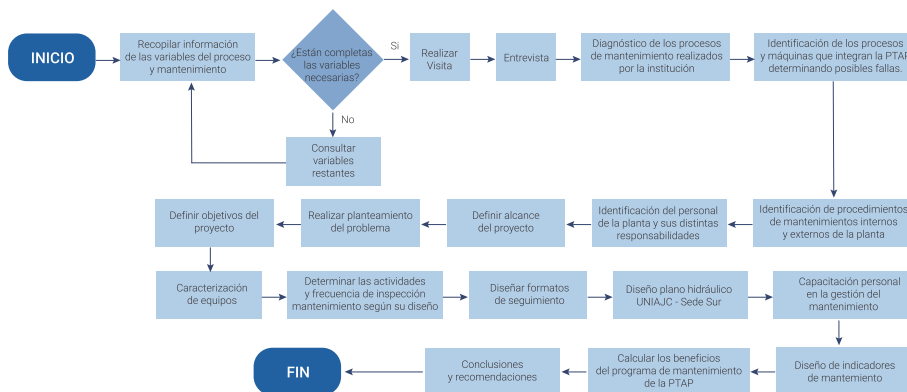 INICIO
Recopilar información
de las variables del proceso
y mantenimiento
¿Están completas
las variables
necesarias?
Si
No
Consultar
variables
restantes
Realizar
Visita
Entrevista
Diagnóstico de los procesos
de mantenimiento realizados
por la institución
Identificación de los procesos
y máquinas que integran la PTAP
determinando posibles fallas.
Identificación de procedimientos
de mantenimientos internos
y externos de la planta
Identificación del personal
de la planta y sus distintas
responsabilidades
Definir alcance
del proyecto
Realizar planteamiento
del problema
Definir objetivos del
proyecto
Caracterización
de equipos
Determinar las actividades
y frecuencia de inspección
mantenimiento según su diseño
Diseñar formatos
de seguimiento
Diseño plano hidráulico
UNIAJC - Sede Sur
Capacitación personal
en la gestión del
mantenimiento
Diseño de indicadores
de mantemiento
Calcular los beneficios
del programa de mantenimiento
de la PTAP
Conclusiones
y recomendaciones
FIN